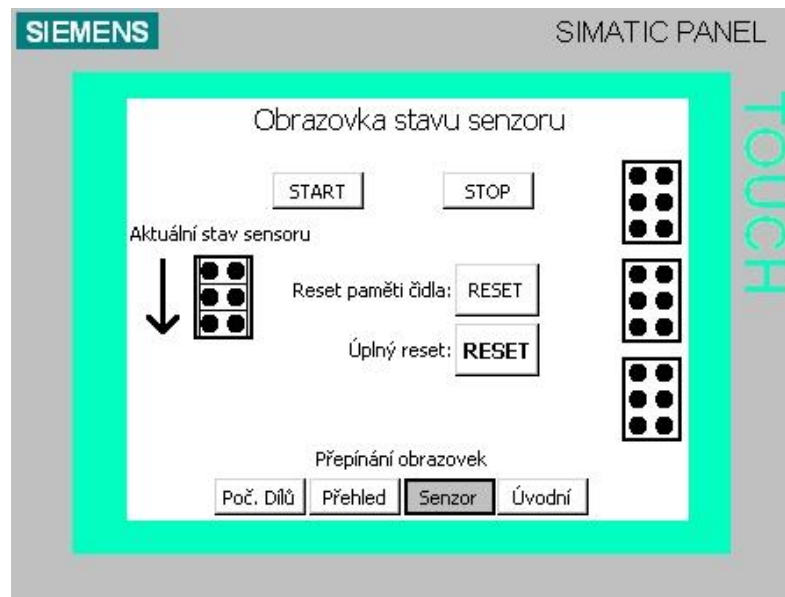 SIEMENS
SIMATIC PANEL
TOUCH
Obrazovka stavu senzoru
START
STOP
Aktuální stav sensoru
Reset paměti čidla:
RESET
Úplný reset:
RESET
Přepínání obrazovek
Poč. Dílů
Přehled
Senzor
Úvodní